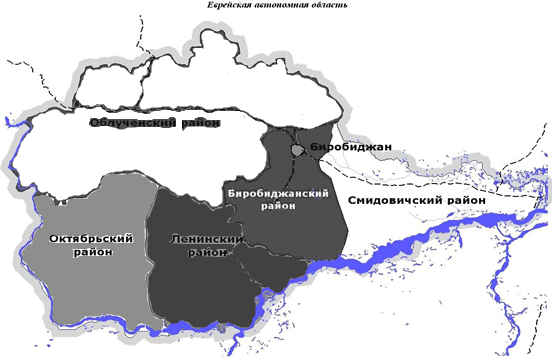 Еврейская автономная область
Облученский район
Биробиджан
Биробиджанский
район
Смидовичский район
Октябрьский
район
Ленинский
район